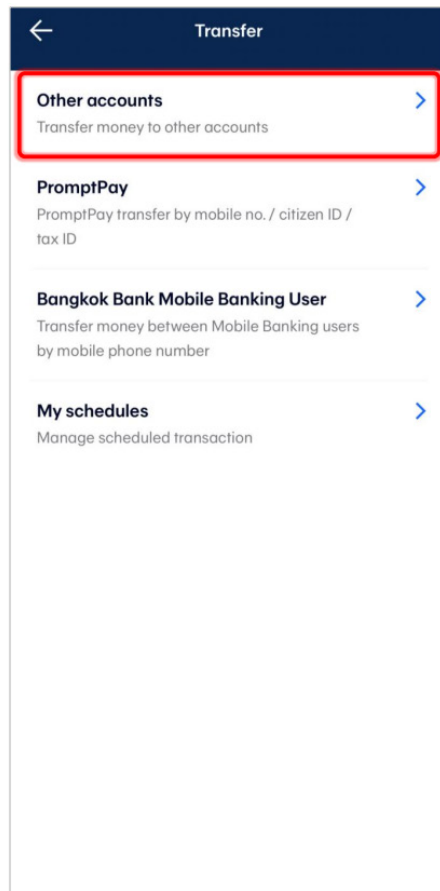 Transfer
Other accounts
Transfer money to other accounts
PromptPay
PromptPay transfer by mobile no. / citizen ID /
tax ID
Bangkok Bank Mobile Banking User
Transfer money between Mobile Banking users
by mobile phone number
My schedules
Manage scheduled transaction